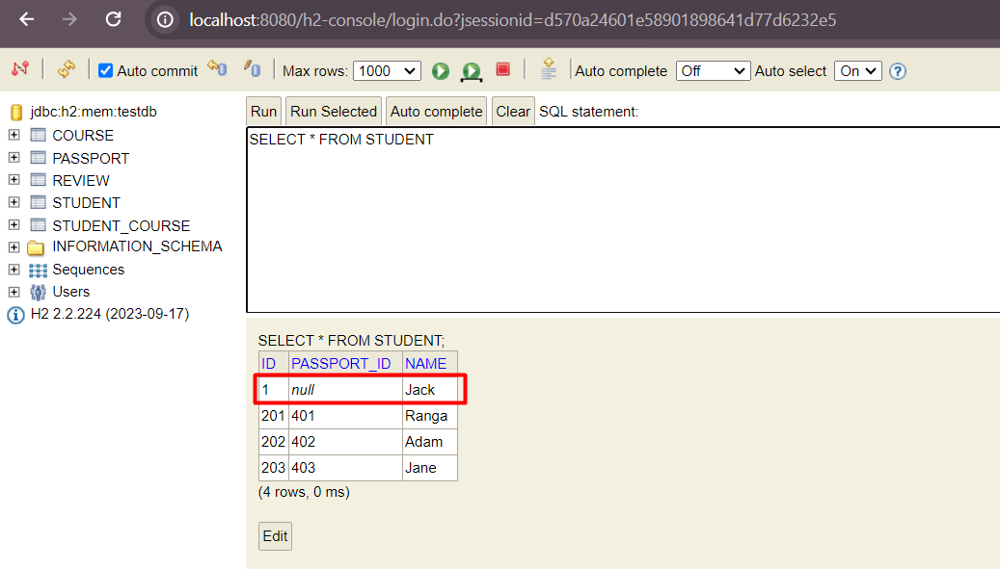 localhost:8080/h2-console/login.do?jsessionid=d570a24601e58901898641d77d6232e5
Auto commit Max rows: 1000 Auto complete Off Auto select On ?
jdbc:h2:mem:testdb
COURSE
PASSPORT
REVIEW
STUDENT
STUDENT_COURSE
INFORMATION_SCHEMA
Sequences
Users
H2 2.2.224 (2023-09-17)
Run Run Selected Auto complete Clear SQL statement:
SELECT * FROM STUDENT
SELECT * FROM STUDENT;
ID PASSPORT_ID NAME
1 null Jack
201 401 Ranga
202 402 Adam
203 403 Jane
(4 rows, 0 ms)
Edit